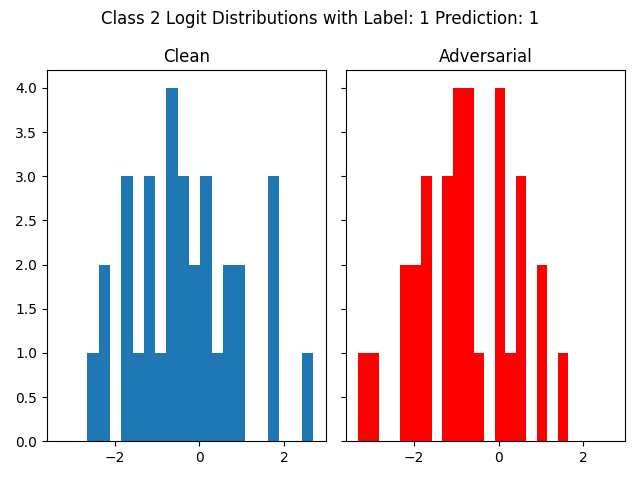 Class 2 Logit Distributions with Label: 1 Prediction: 1
Clean
Adversarial
4.0
3.5
3.0
2.5
2.0
1.5
1.0
0.5
0.0
−2 0 2
−2 0 2